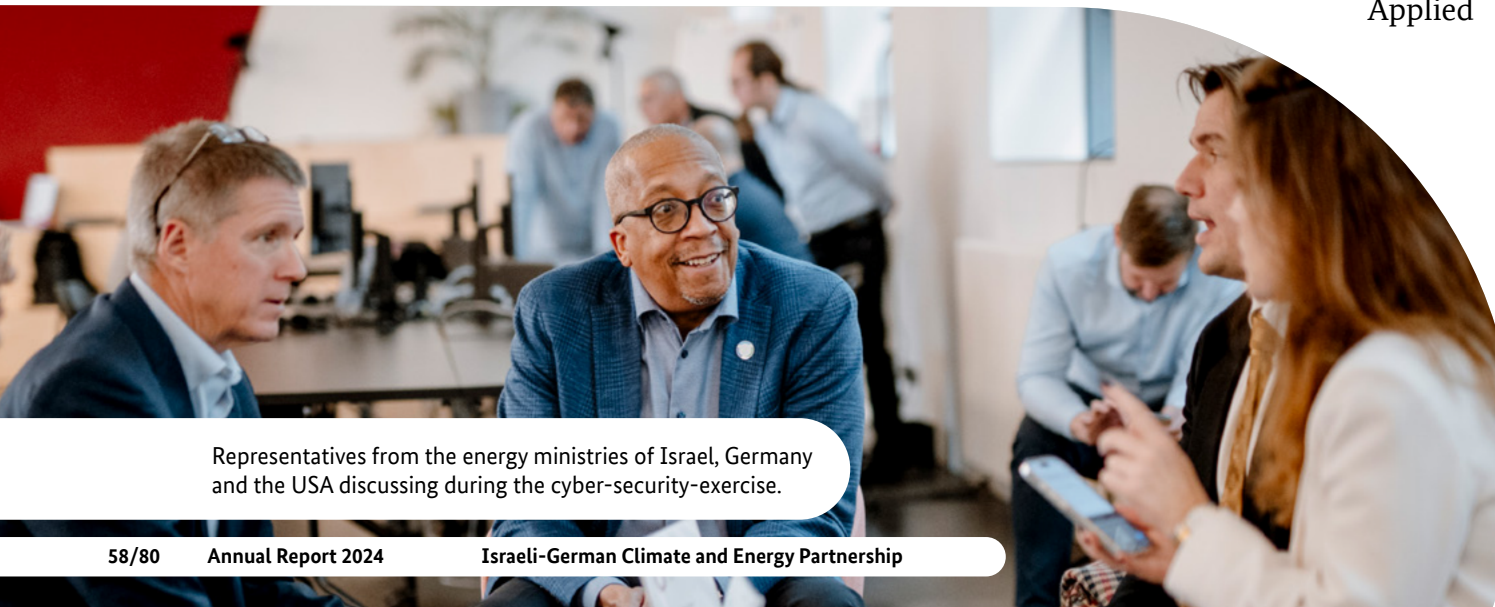 Applied
Representatives from the energy ministries of Israel, Germany
and the USA discussing during the cyber-security-exercise.
58/80 Annual Report 2024 Israeli-German Climate and Energy Partnership